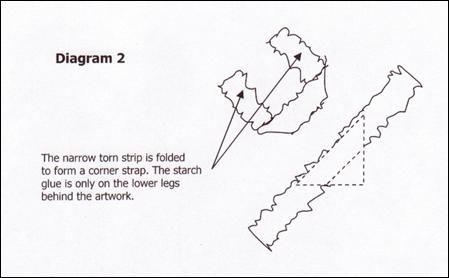 Diagram 2
The narrow torn strip is folded
to form a corner strap. The starch
glue is only on the lower legs
behind the artwork.